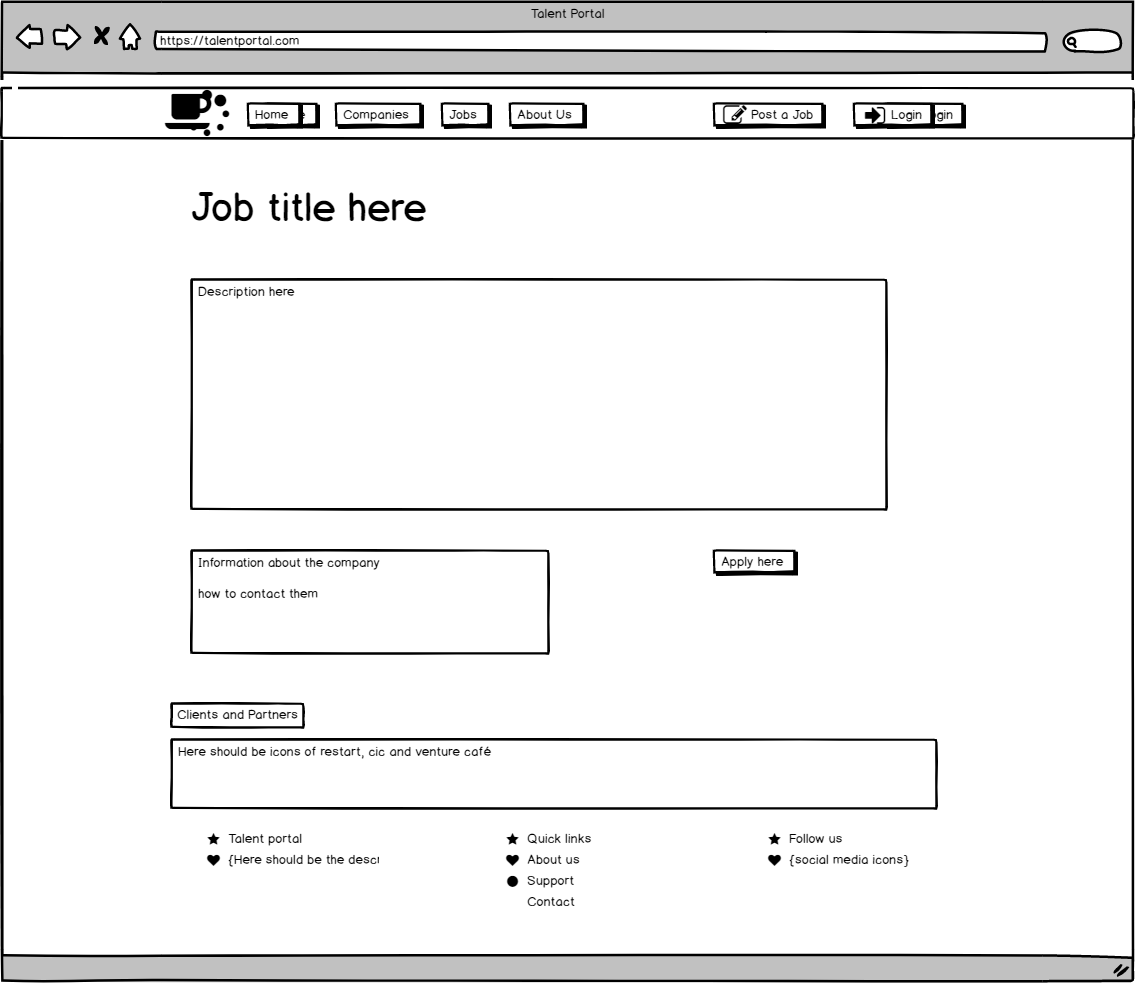 Talent Portal
https://talentportal.com
Home
Companies
Jobs
About Us
Post a Job
Login
Job title here
Description here
Information about the company
how to contact them
Apply here
Clients and Partners
Here should be icons of restart, cic and venture café
Talent portal
{Here should be the
Quick links
About us
Support
Contact
Follow us
{social media icons}